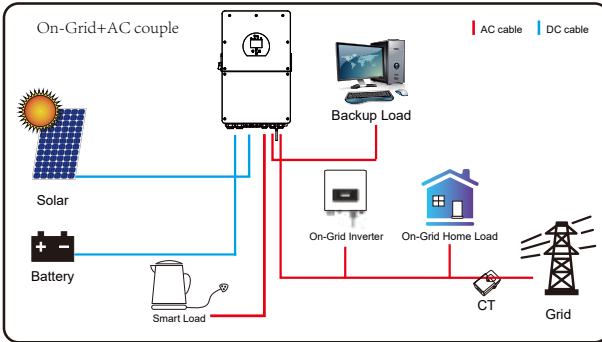 On-Grid+AC couple
AC cable
DC cable
Backup Load
Solar
On-Grid Inverter
On-Grid Home Load
Battery
CT
Smart Load
Grid